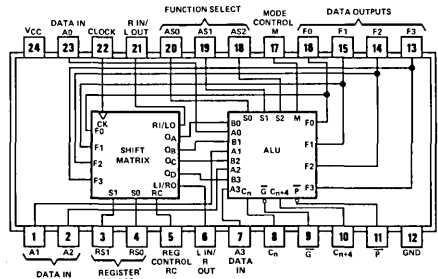 FUNCTION SELECT
DATA IN R IN/ MODE DATA OUTPUTS
VCC A0 CLOCK L OUT AS0 AS1 AS2 CONTROL M F0 F1 F2 F3
24 23 22 21 20 19 18 17 16 15 14 13
CK
F0
F1
F2
F3
SHIFT
MATRIX
RI/LO
QA
QB
QC
QD
LI/RO
S1 S0 RC
S0 S1 S2 M
B0
A0
B1
A1
B2
A2
B3
A3
ALU
F0
F1
F2
F3
Cn G Cn+4 P
1 2 3 4 5 6 7 8 9 10 11 12
A1 A2 RS1 RS0 REG L IN/ A3 Cn G Cn+4 P GND
DATA IN REGISTER CONTROL R OUT DATA
RC IN